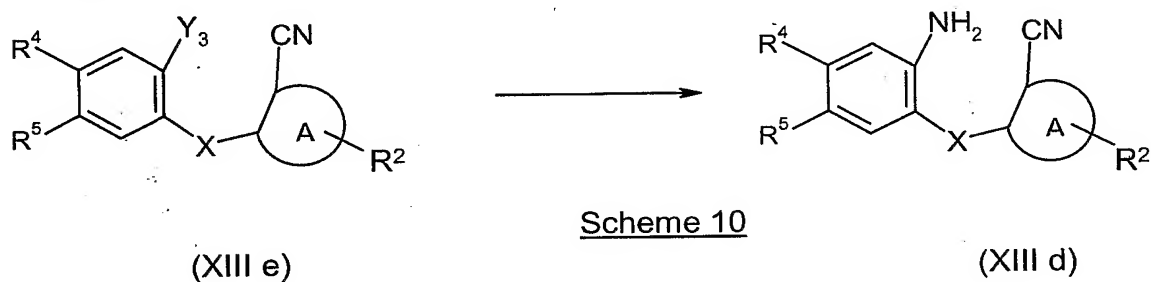 R⁴ Y₃ CN R⁵ X A R²
R⁴ NH₂ CN R⁵ X A R²
Scheme 10
(XIII e) (XIII d)